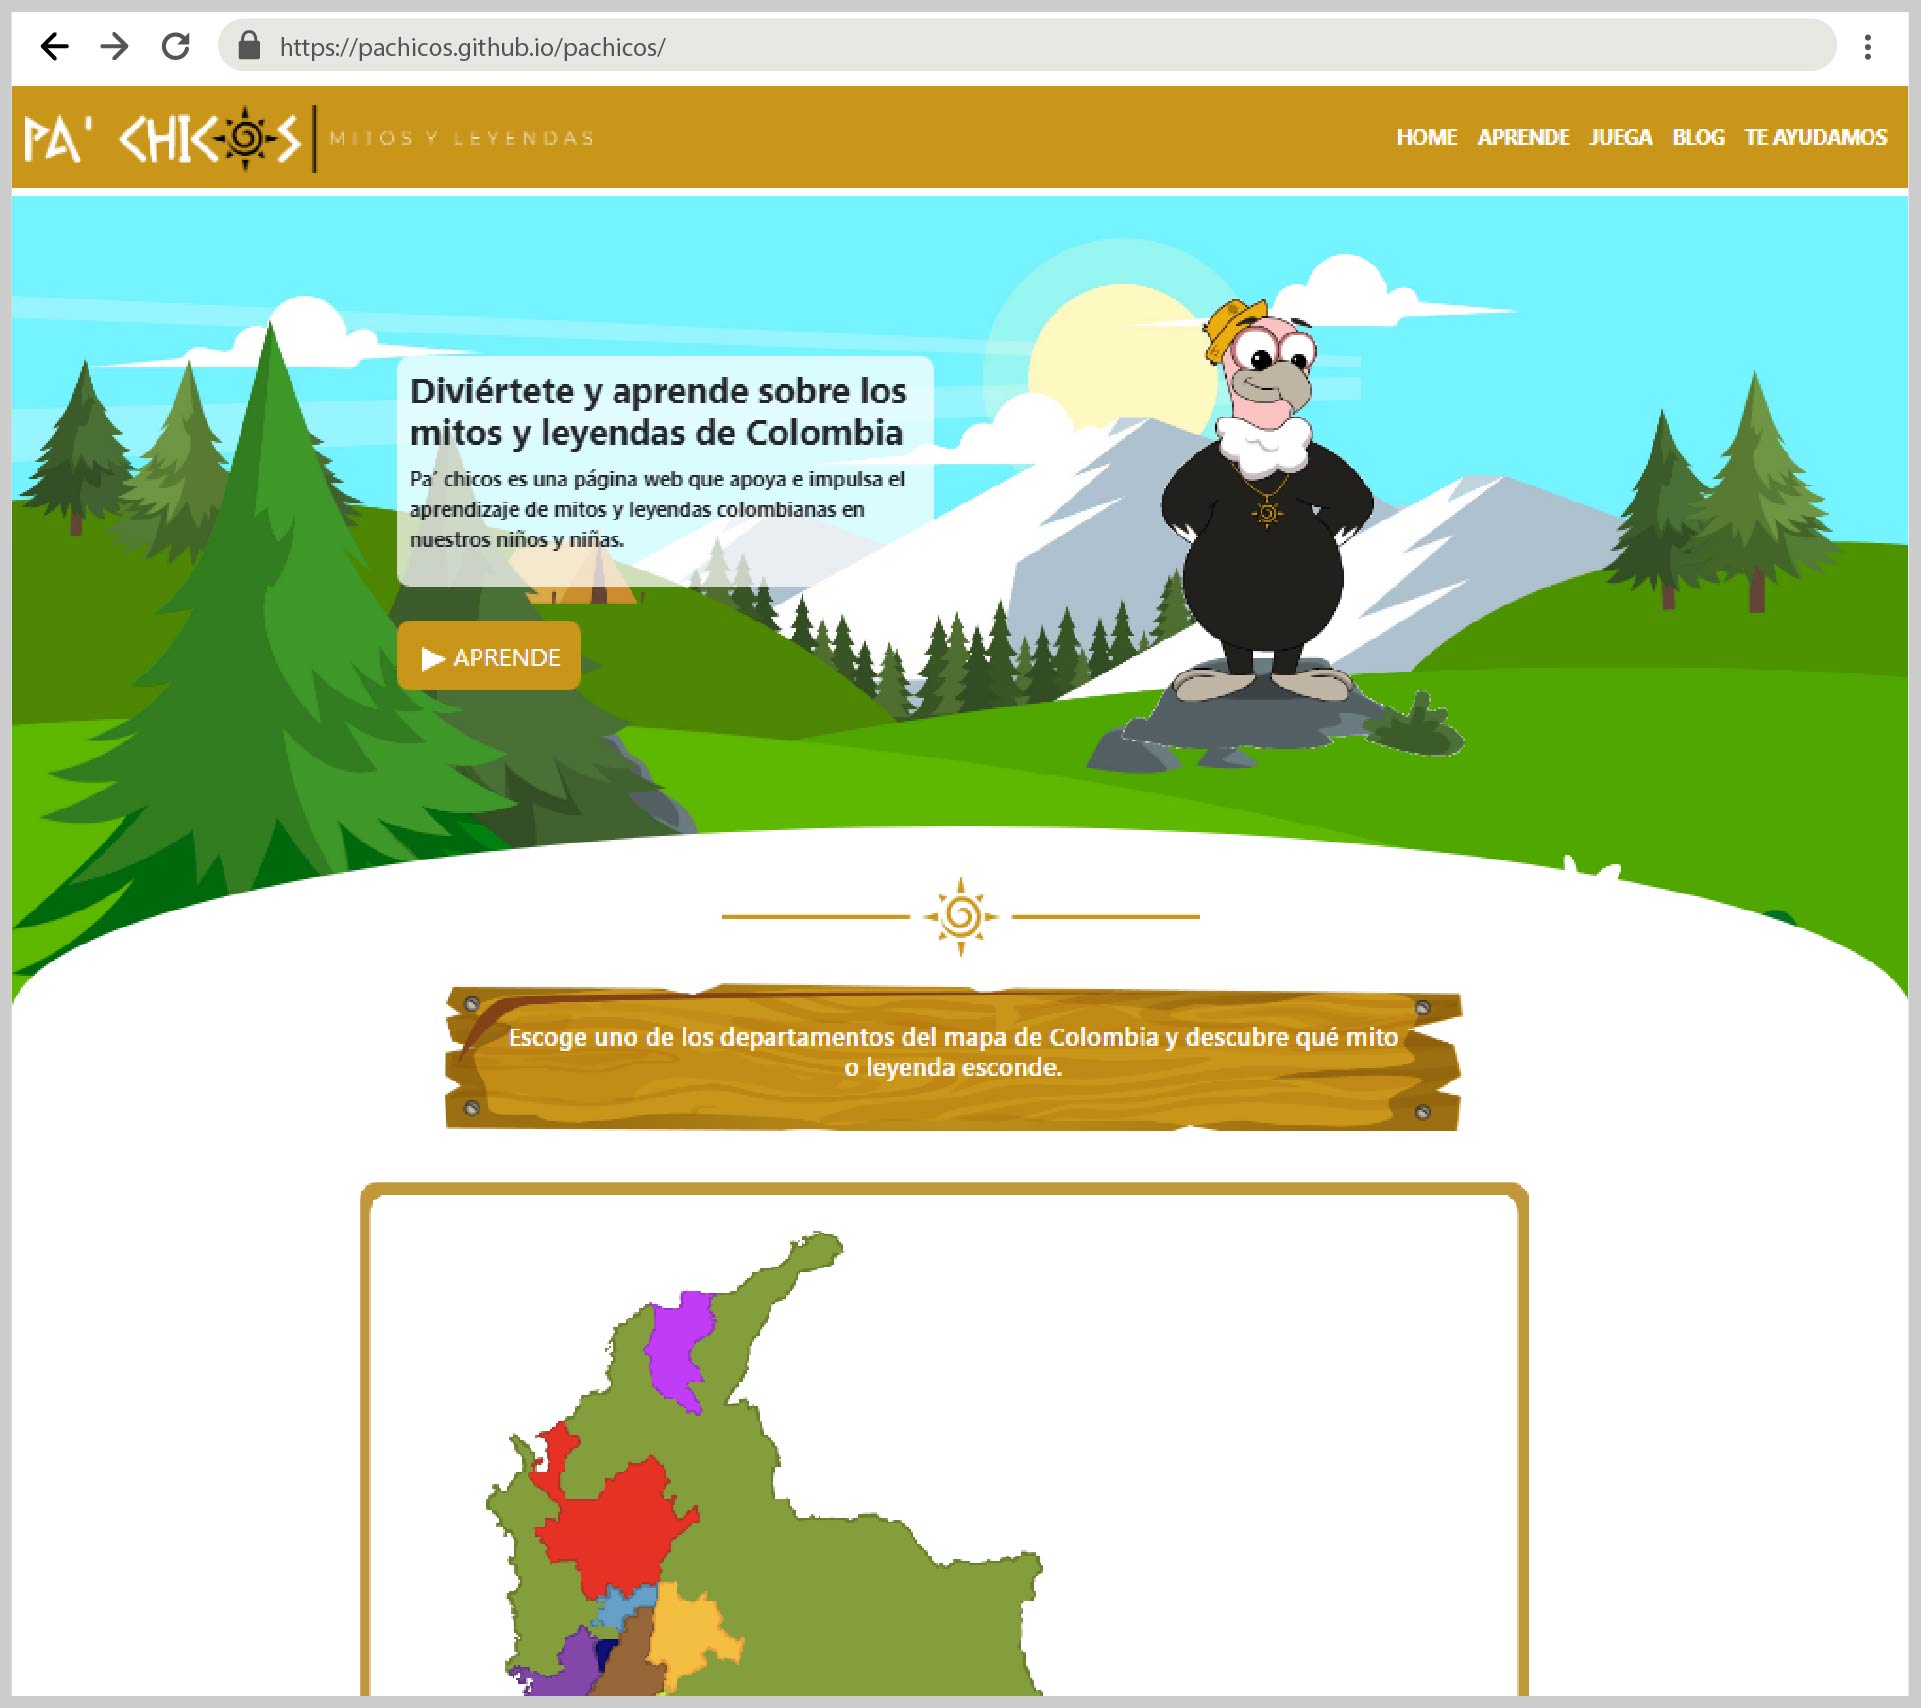 https://pachicos.github.io/pachicos/
PA' CHICOS | MITOS Y LEYENDAS
HOME APRENDE JUEGA BLOG TE AYUDAMOS
Diviértete y aprende sobre los
mitos y leyendas de Colombia
Pa´ chicos es una página web que apoya e impulsa el
aprendizaje de mitos y leyendas colombianas en
nuestros niños y niñas.
▶ APRENDE
Escoge uno de los departamentos del mapa de Colombia y descubre qué mito
o leyenda esconde.